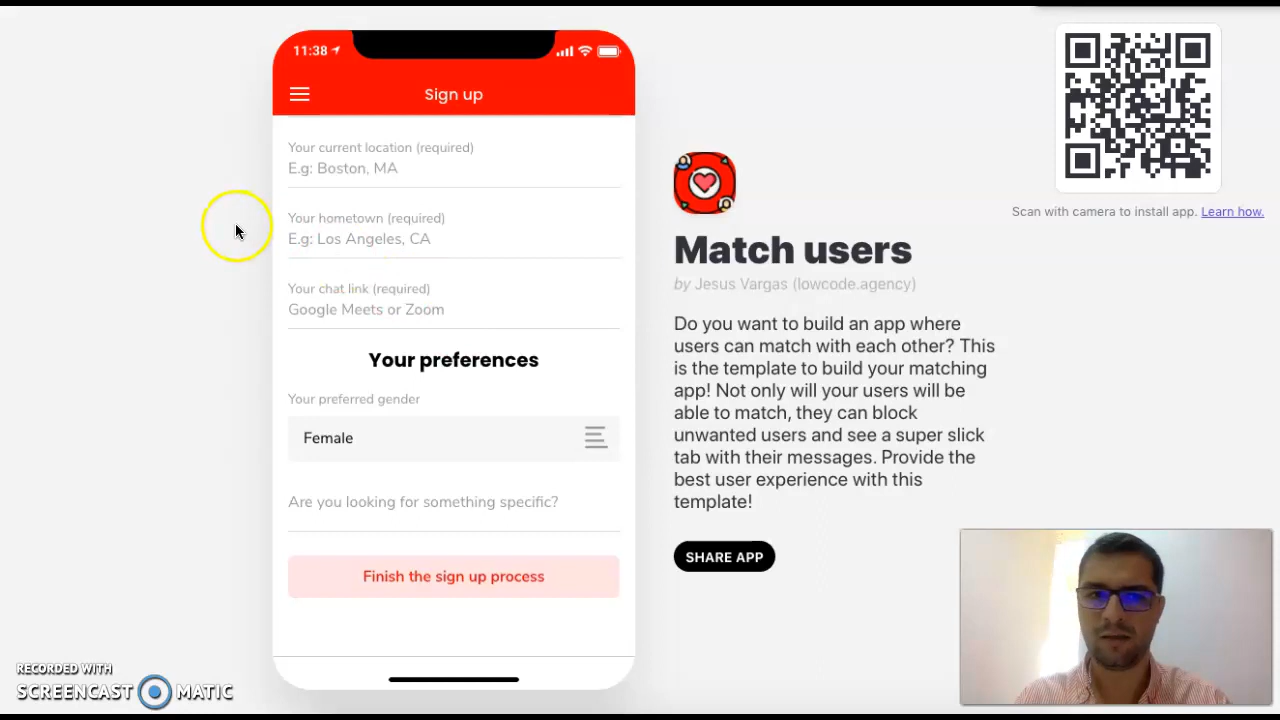 11:38
Sign up
Your current location (required)
E.g: Boston, MA
Your hometown (required)
E.g: Los Angeles, CA
Your chat link (required)
Google Meets or Zoom
Your preferences
Your preferred gender
Female
Are you looking for something specific?
Finish the sign up process
Scan with camera to install app. Learn how.
Match users
by Jesus Vargas (lowcode.agency)
Do you want to build an app where
users can match with each other? This
is the template to build your matching
app! Not only will your users will be
able to match, they can block
unwanted users and see a super slick
tab with their messages. Provide the
best user experience with this
template!
SHARE APP
RECORDED WITH
SCREENCAST MATIC